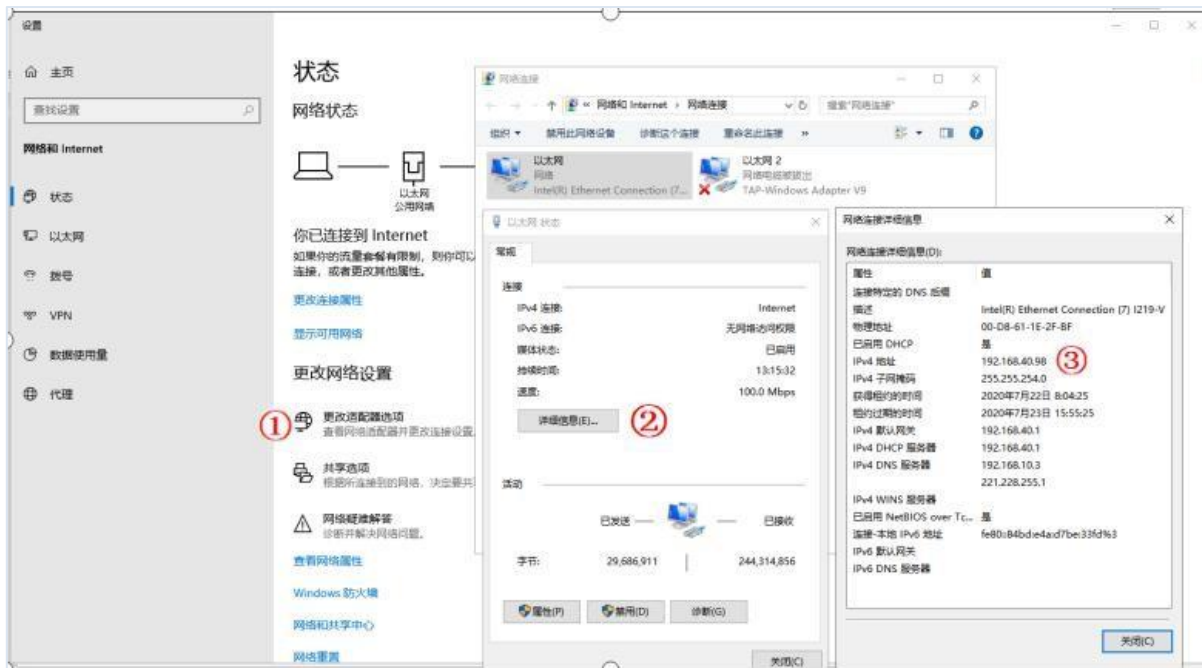 设置
主页
查找设置
网络和 Internet
状态
以太网
拨号
VPN
数据使用量
代理
状态
网络状态
以太网
公用网络
你已连接到 Internet
如果你的流量套餐有限制，则你可以
连接，或者更改其他属性。
更改连接属性
显示可用网络
更改网络设置
① 更改适配器选项
查看网络适配器并更改连接设置。
共享选项
根据所连接到的网络，决定要共
网络疑难解答
诊断并解决网络问题。
查看网络属性
Windows 防火墙
网络和共享中心
网络重置
网络连接
« 网络和 Internet › 网络连接
搜索"网络连接"
组织 禁用此网络设备 诊断这个连接 重命名此连接 »
以太网
网络
Intel(R) Ethernet Connection (7...
以太网 2
网络电缆被拔出
TAP-Windows Adapter V9
以太网 状态
常规
连接
IPv4 连接: Internet
IPv6 连接: 无网络访问权限
媒体状态: 已启用
持续时间: 13:15:32
速度: 100.0 Mbps
详细信息(E)... ②
活动
已发送 — — 已接收
字节: 29,686,911 | 244,314,856
属性(P) 禁用(D) 诊断(G)
关闭(C)
网络连接详细信息
网络连接详细信息(D):
属性 值
连接特定的 DNS 后缀
描述 Intel(R) Ethernet Connection (7) I219-V
物理地址 00-D8-61-1E-2F-BF
已启用 DHCP 是
IPv4 地址 192.168.40.98 ③
IPv4 子网掩码 255.255.254.0
获得租约的时间 2020年7月22日 8:04:25
租约过期的时间 2020年7月23日 15:55:25
IPv4 默认网关 192.168.40.1
IPv4 DHCP 服务器 192.168.40.1
IPv4 DNS 服务器 192.168.10.3
221.228.255.1
IPv4 WINS 服务器
已启用 NetBIOS over Tc... 是
连接-本地 IPv6 地址 fe80::84bd:e4a:d7be:33fd%3
IPv6 默认网关
IPv6 DNS 服务器
关闭(C)